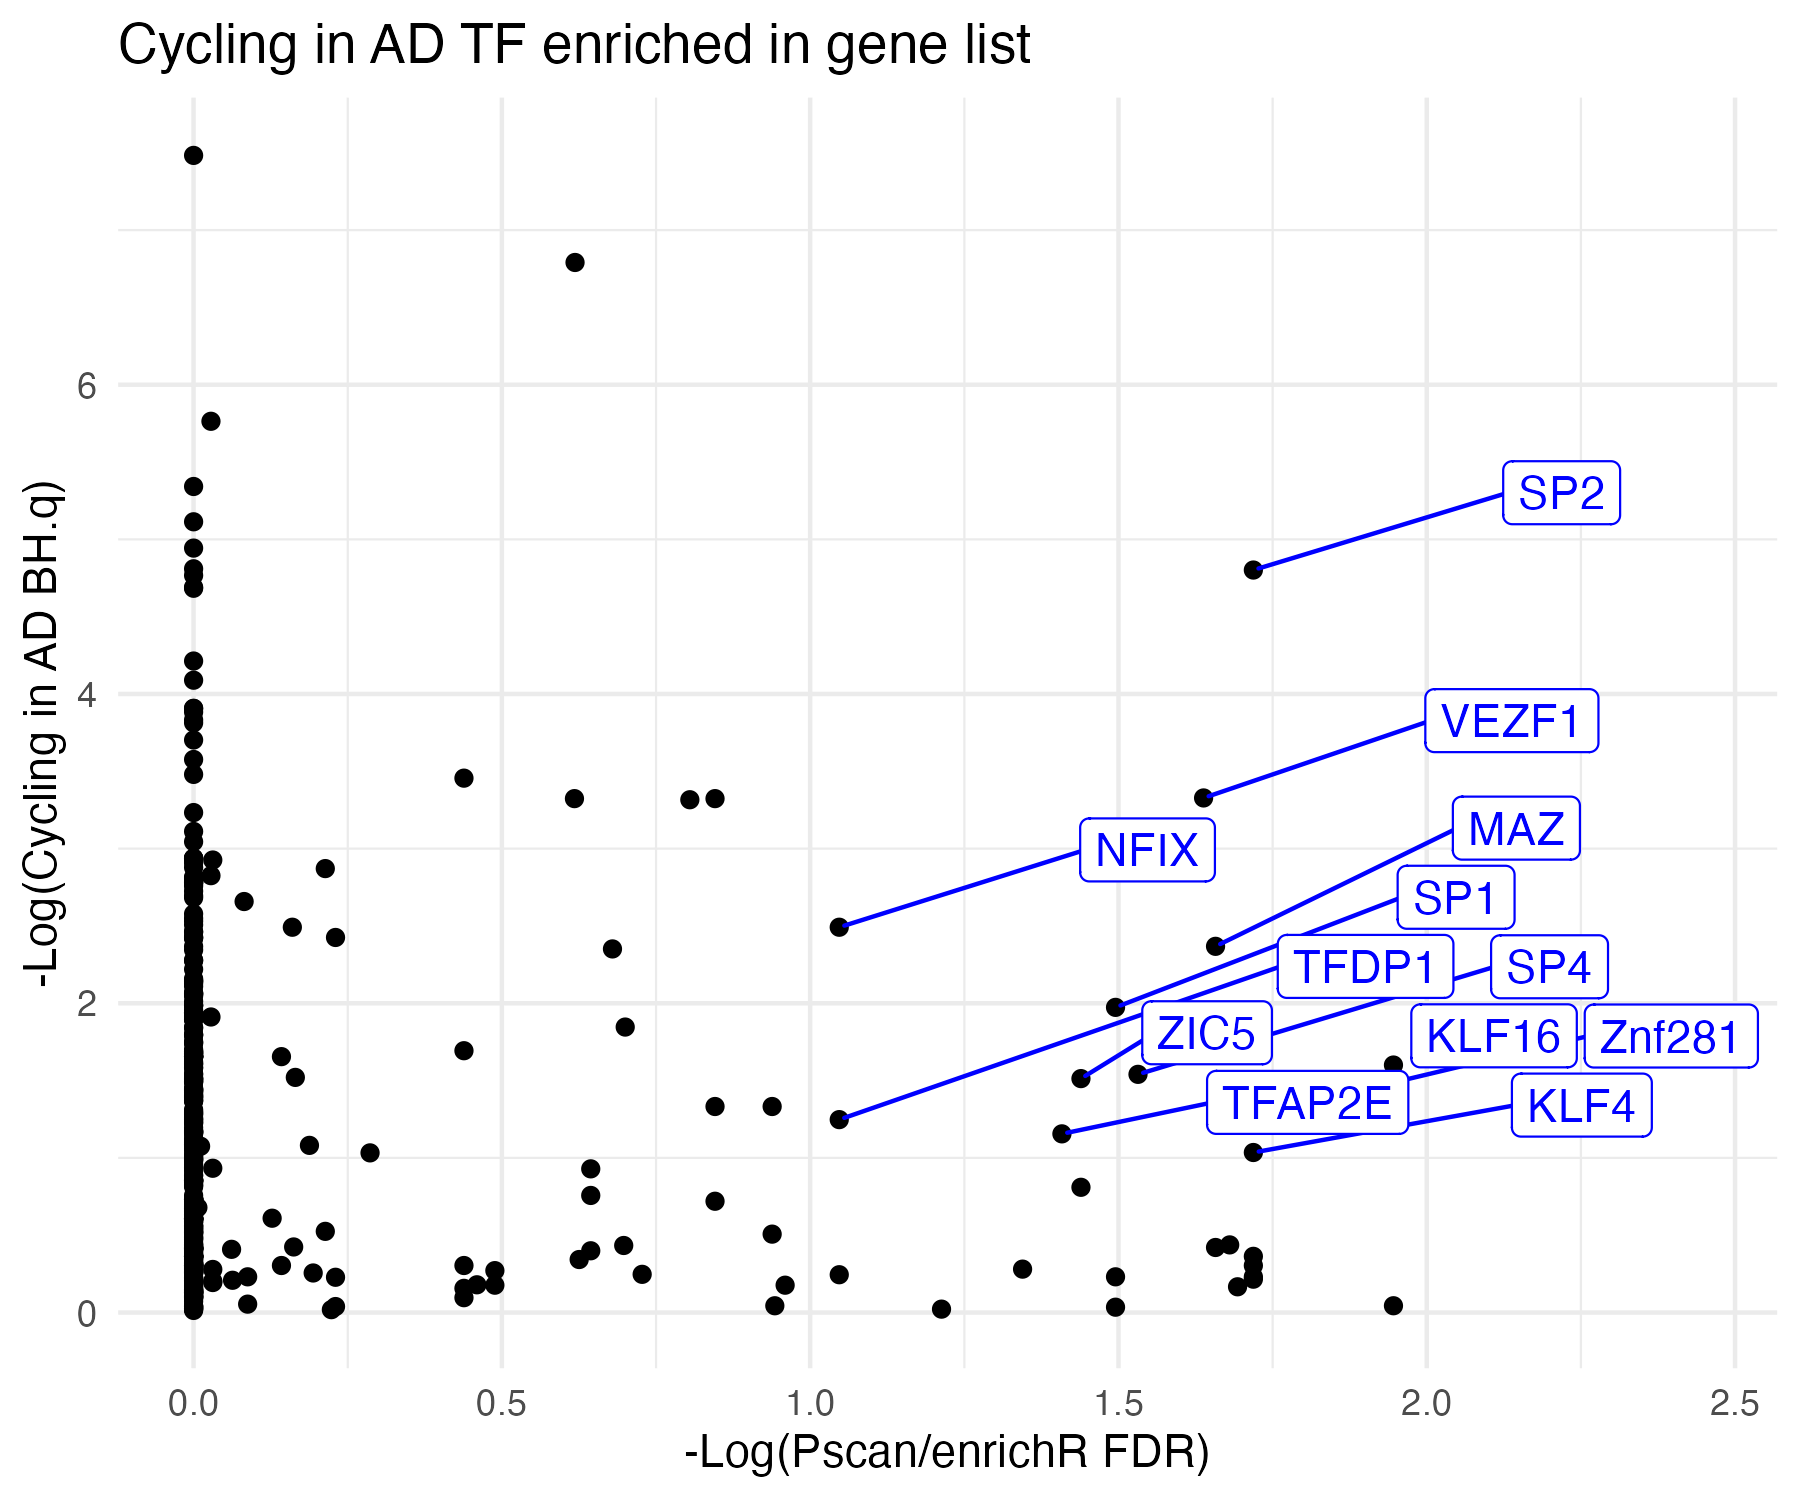 Cycling in AD TF enriched in gene list
-Log(Cycling in AD BH.q)
6
4
2
0
SP2
VEZF1
MAZ
NFIX
SP1
TFDP1
SP4
ZIC5
KLF16
Znf281
TFAP2E
KLF4
0.0
0.5
1.0
1.5
2.0
2.5
-Log(Pscan/enrichR FDR)